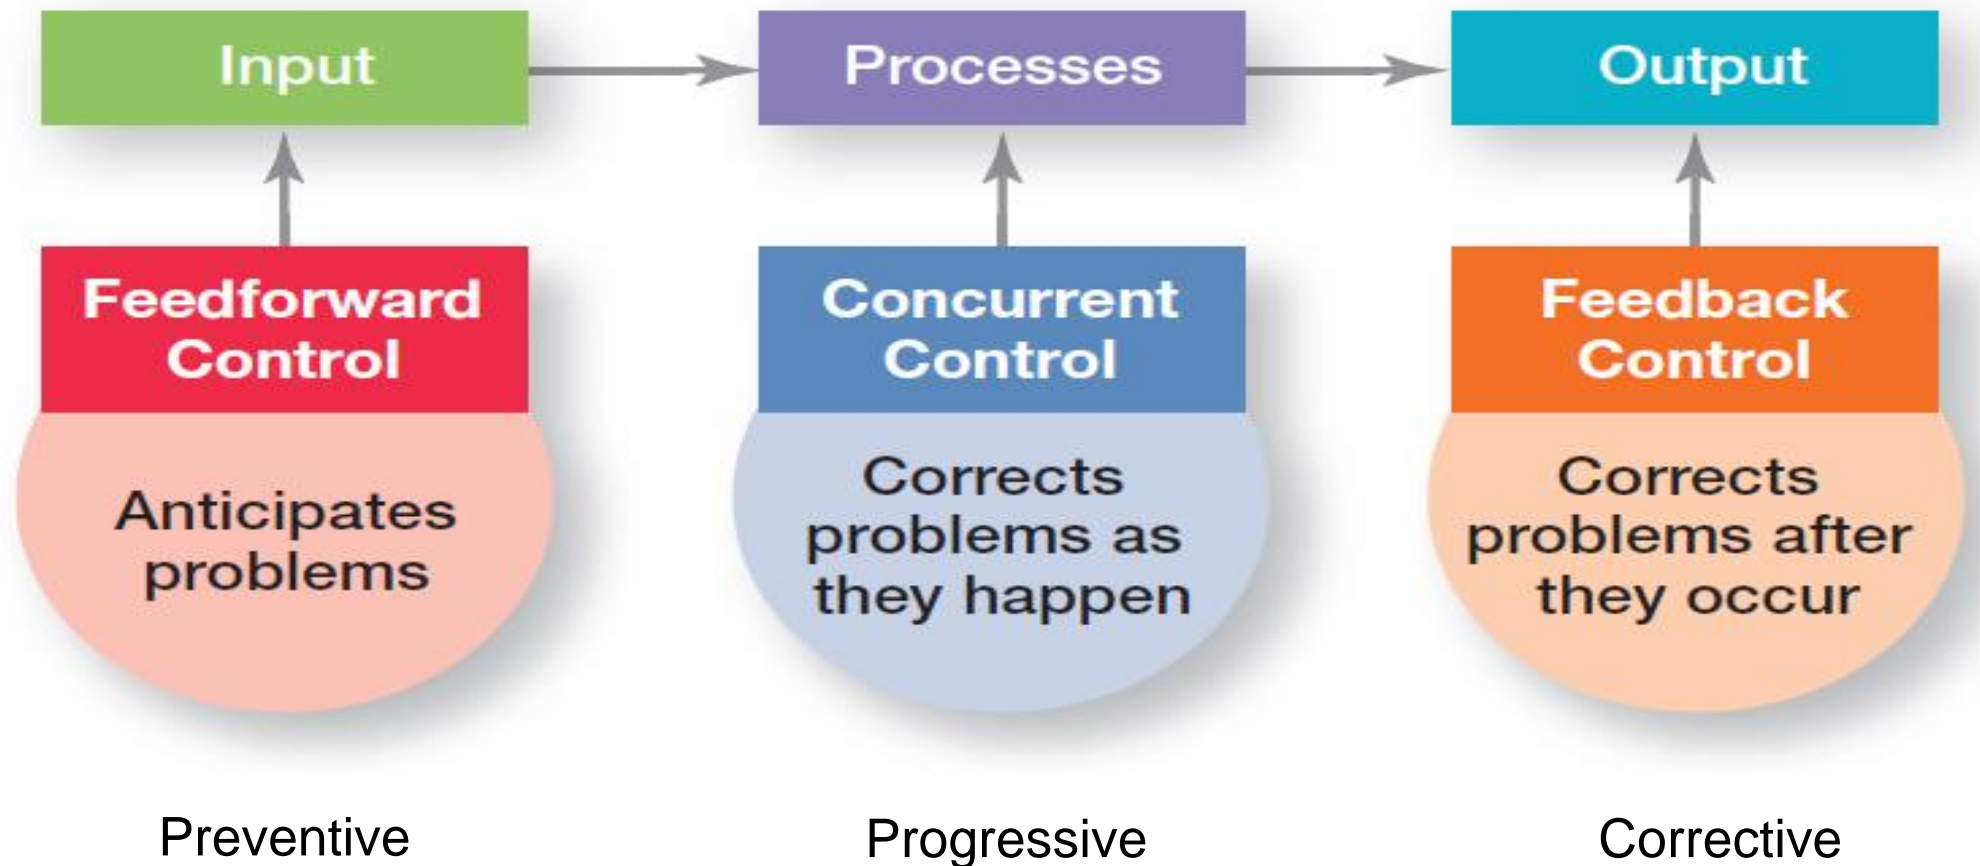 Input
Processes
Output
Feedforward
Control
Concurrent
Control
Feedback
Control
Anticipates
problems
Corrects
problems as
they happen
Corrects
problems after
they occur
Preventive
Progressive
Corrective